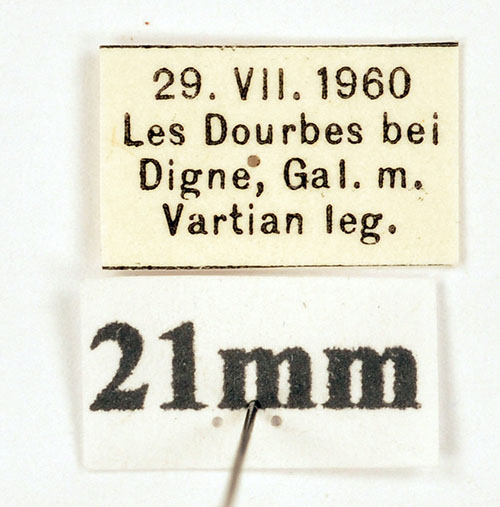 29. VII. 1960
Les Dourbes bei
Digne, Gal. m.
Vartian leg.
21mm